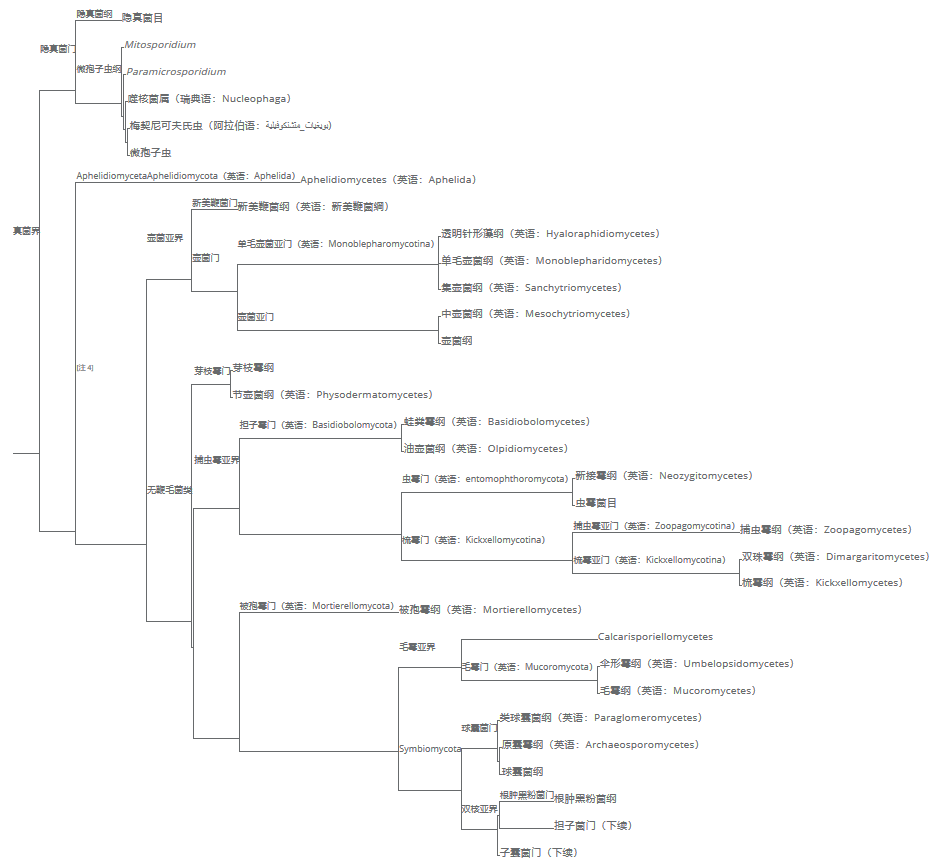 隐真菌纲
隐真菌目
隐真菌门
Mitosporidium
微孢子虫纲
Paramicrosporidium
噬核菌属（瑞典语：Nucleophaga）
梅契尼可夫氏虫（阿拉伯语：بويغيات_متشنكوفيلية）
微孢子虫
AphelidiomycetaAphelidiomycota（英语：Aphelida）
Aphelidiomycetes（英语：Aphelida）
新美鞭菌门
新美鞭菌纲（英语：新美鞭菌綱）
真菌界
壶菌亚界
透明针形藻纲（英语：Hyaloraphidiomycetes）
单毛壶菌亚门（英语：Monoblepharomycotina）
壶菌门
单毛壶菌纲（英语：Monoblepharidomycetes）
集壶菌纲（英语：Sanchytriomycetes）
中壶菌纲（英语：Mesochytriomycetes）
壶菌亚门
壶菌纲
[注 4]
芽枝霉门
芽枝霉纲
节壶菌纲（英语：Physodermatomycetes）
担子霉门（英语：Basidiobolomycota）
蛙粪霉纲（英语：Basidiobolomycetes）
油壶菌纲（英语：Olpidiomycetes）
捕虫霉亚界
虫霉门（英语：entomophthoromycota）
新接霉纲（英语：Neozygitomycetes）
无鞭毛菌类
虫霉菌目
捕虫霉亚门（英语：Zoopagomycotina）
捕虫霉纲（英语：Zoopagomycetes）
梳霉门（英语：Kickxellomycotina）
双珠霉纲（英语：Dimargaritomycetes）
梳霉亚门（英语：Kickxellomycotina）
梳霉纲（英语：Kickxellomycetes）
被孢霉门（英语：Mortierellomycota）
被孢霉纲（英语：Mortierellomycetes）
Calcarisporiellomycetes
毛霉亚界
毛霉门（英语：Mucoromycota）
伞形霉纲（英语：Umbelopsidomycetes）
毛霉纲（英语：Mucoromycetes）
类球囊菌纲（英语：Paraglomeromycetes）
球囊菌门
Symbiomycota
原囊霉纲（英语：Archaeosporomycetes）
球囊菌纲
根肿黑粉菌门
根肿黑粉菌纲
双核亚界
担子菌门（下续）
子囊菌门（下续）